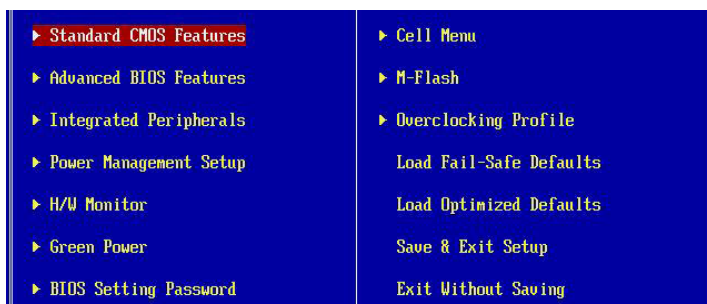 Standard CMOS Features
Advanced BIOS Features
Integrated Peripherals
Power Management Setup
H/W Monitor
Green Power
BIOS Setting Password
Cell Menu
M-Flash
Overclocking Profile
Load Fail-Safe Defaults
Load Optimized Defaults
Save & Exit Setup
Exit Without Saving